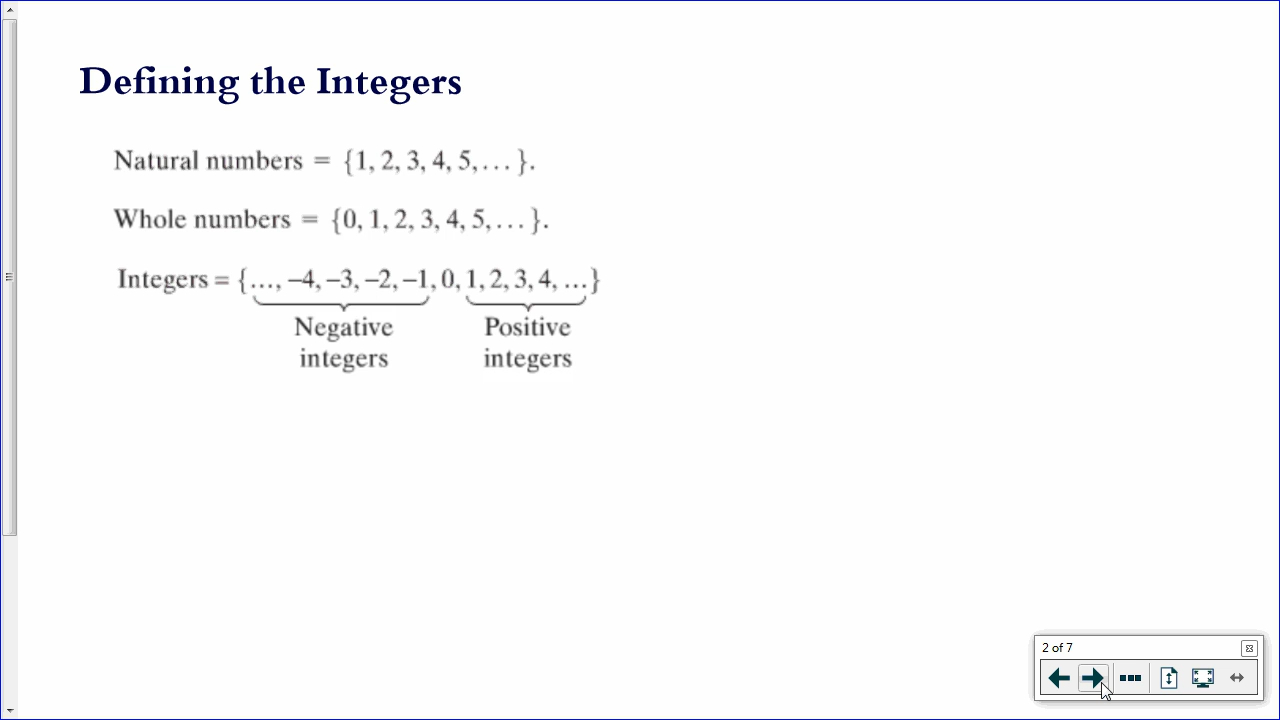 Defining the Integers
Natural numbers = {1, 2, 3, 4, 5, . . . }.
Whole numbers = {0, 1, 2, 3, 4, 5, . . . }.
Integers = {..., –4, –3, –2, –1, 0, 1, 2, 3, 4, ...}
Negative integers
Positive integers
2 of 7